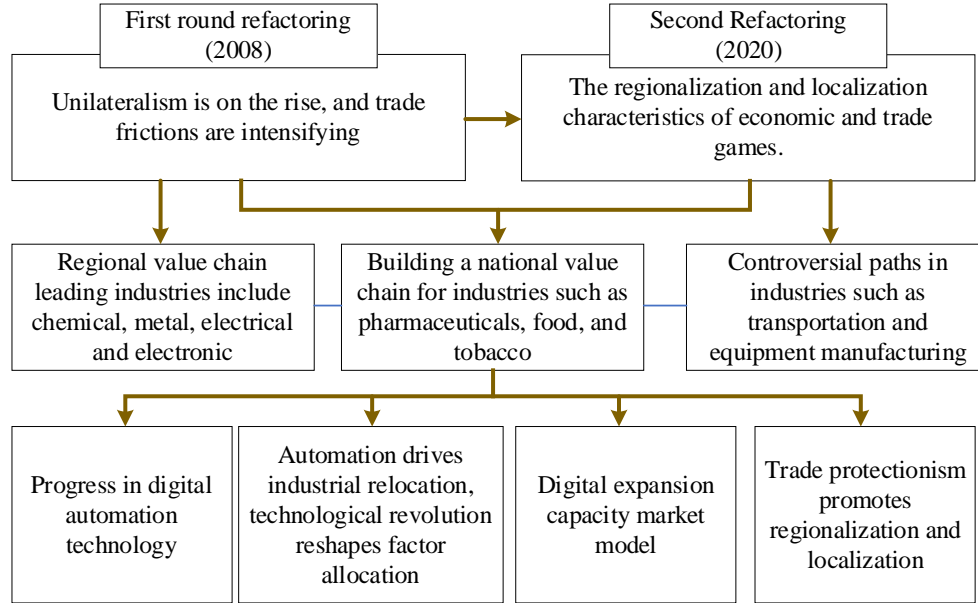 First round refactoring
(2008)
Second Refactoring
(2020)
Unilateralism is on the rise, and trade
frictions are intensifying
The regionalization and localization
characteristics of economic and trade
games.
Regional value chain
leading industries include
chemical, metal, electrical
and electronic
Building a national value
chain for industries such as
pharmaceuticals, food, and
tobacco
Controversial paths in
industries such as
transportation and
equipment manufacturing
Progress in digital
automation
technology
Automation drives
industrial relocation,
technological revolution
reshapes factor
allocation
Digital expansion
capacity market
model
Trade protectionism
promotes
regionalization and
localization